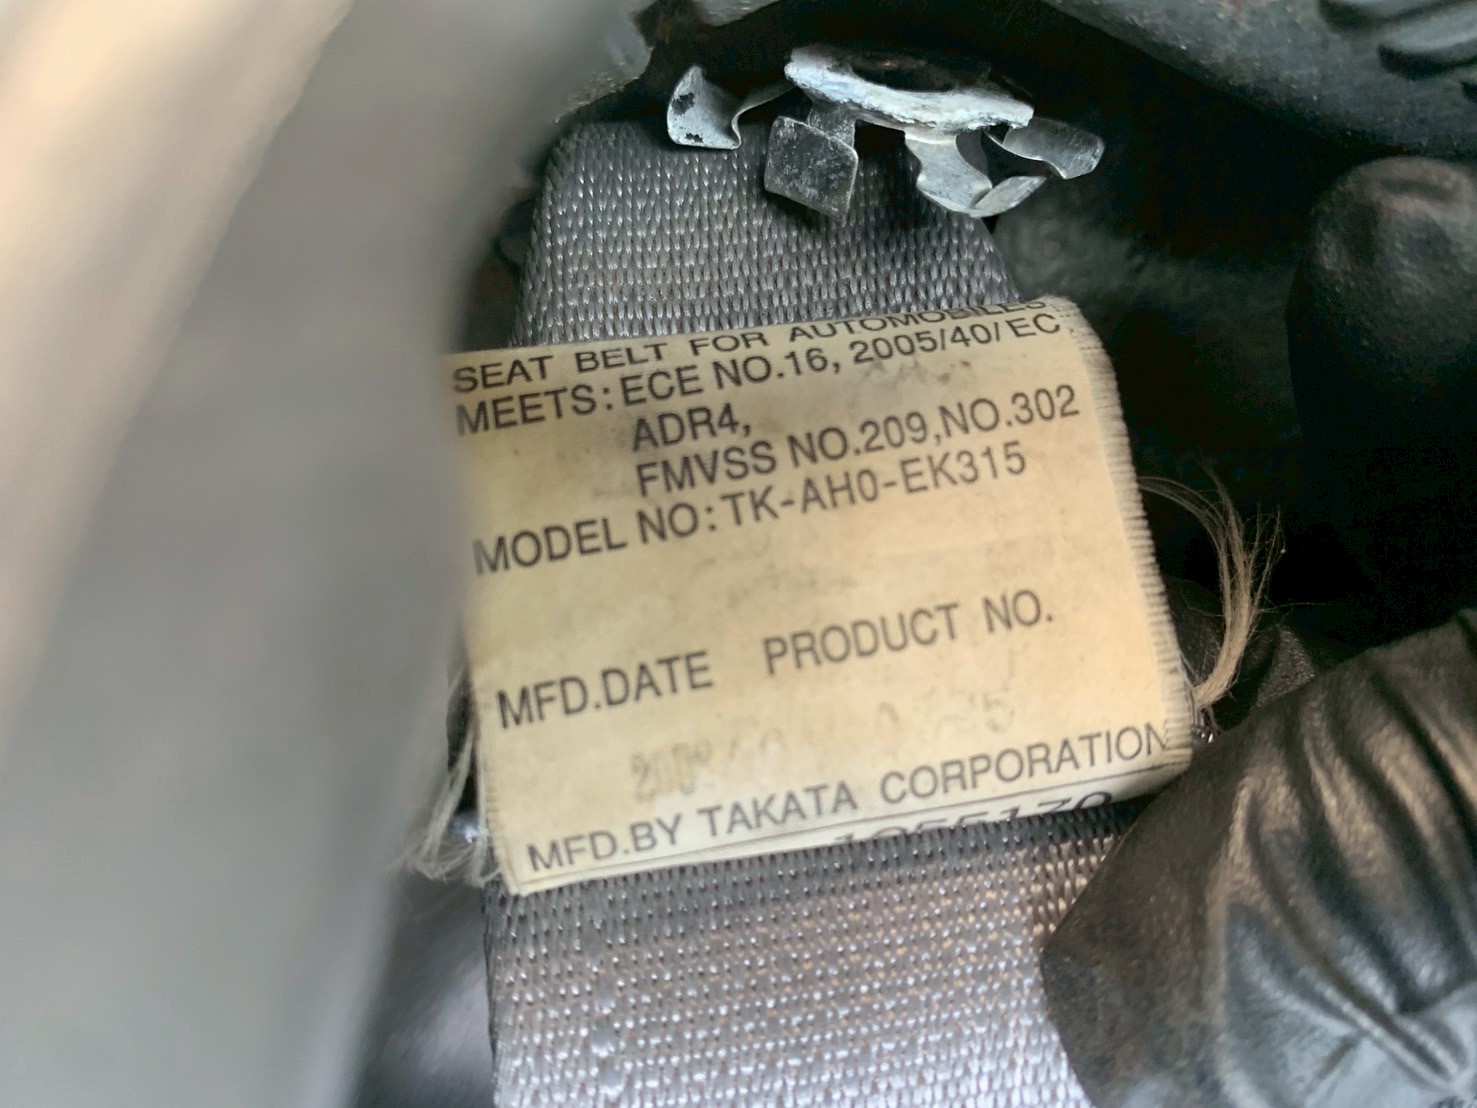 SEAT BELT FOR AUTOMOBILES
MEETS: ECE NO.16, 2005/40/EC
ADR4,
FMVSS NO.209, NO.302
MODEL NO: TK-AH0-EK315
MFD.DATE PRODUCT NO.
MFD.BY TAKATA CORPORATION